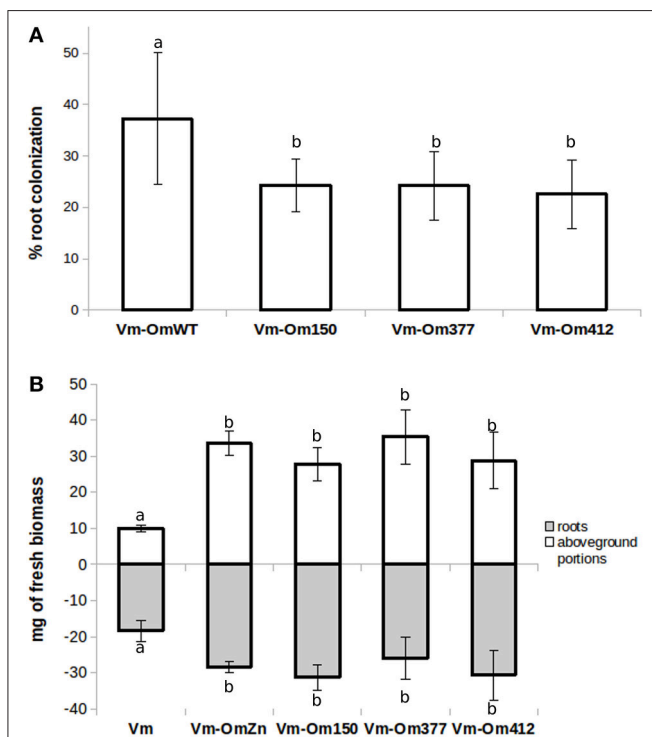 A
a
b
b
b
50
40
30
20
10
0
% root colonization
Vm-OmWT Vm-Om150 Vm-Om377 Vm-Om412
B
50
40
30
20
10
0
-10
-20
-30
-40
mg of fresh biomass
a
b
b
b
b
a
b
b
b
b
roots
aboveground
portions
Vm Vm-OmZn Vm-Om150 Vm-Om377 Vm-Om412